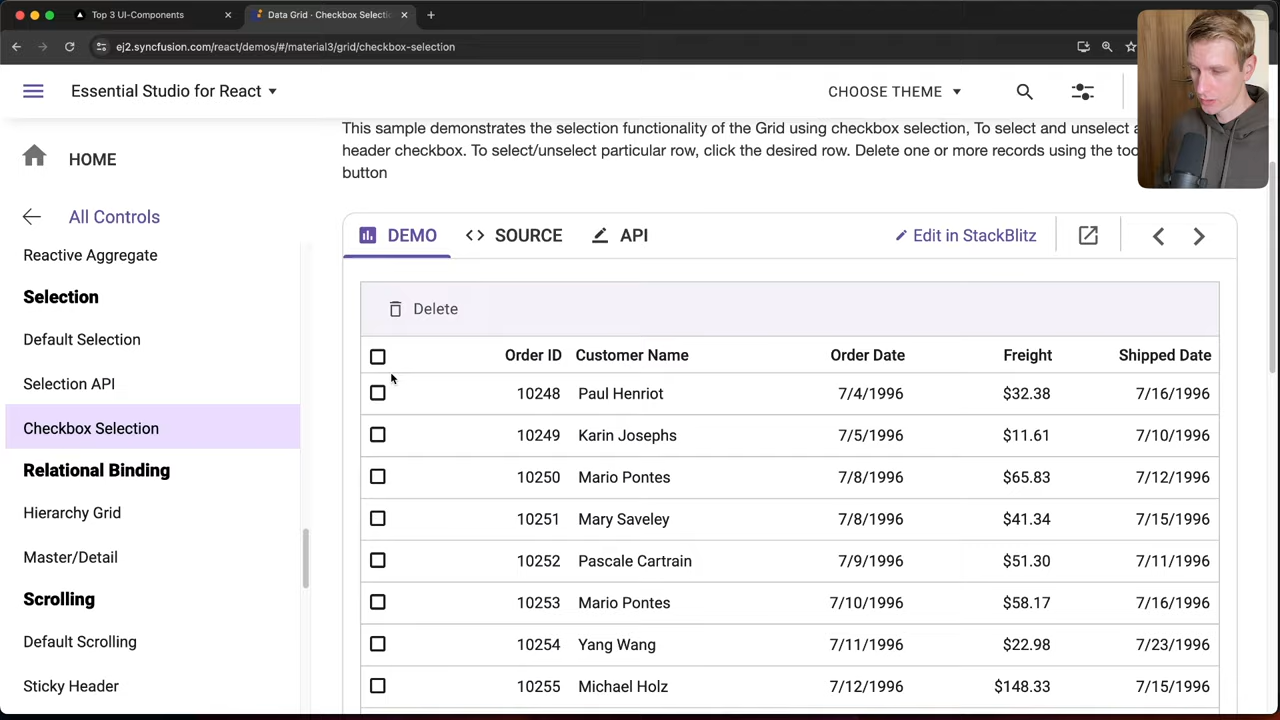 Top 3 UI-Components
Data Grid · Checkbox Selectio
ej2.syncfusion.com/react/demos/#/material3/grid/checkbox-selection
Essential Studio for React
CHOOSE THEME
HOME
All Controls
Reactive Aggregate
Selection
Default Selection
Selection API
Checkbox Selection
Relational Binding
Hierarchy Grid
Master/Detail
Scrolling
Default Scrolling
Sticky Header
This sample demonstrates the selection functionality of the Grid using checkbox selection, To select and unselect a
header checkbox. To select/unselect particular row, click the desired row. Delete one or more records using the too
button
DEMO
SOURCE
API
Edit in StackBlitz
Delete
Order ID Customer Name Order Date Freight Shipped Date
10248 Paul Henriot 7/4/1996 $32.38 7/16/1996
10249 Karin Josephs 7/5/1996 $11.61 7/10/1996
10250 Mario Pontes 7/8/1996 $65.83 7/12/1996
10251 Mary Saveley 7/8/1996 $41.34 7/15/1996
10252 Pascale Cartrain 7/9/1996 $51.30 7/11/1996
10253 Mario Pontes 7/10/1996 $58.17 7/16/1996
10254 Yang Wang 7/11/1996 $22.98 7/23/1996
10255 Michael Holz 7/12/1996 $148.33 7/15/1996